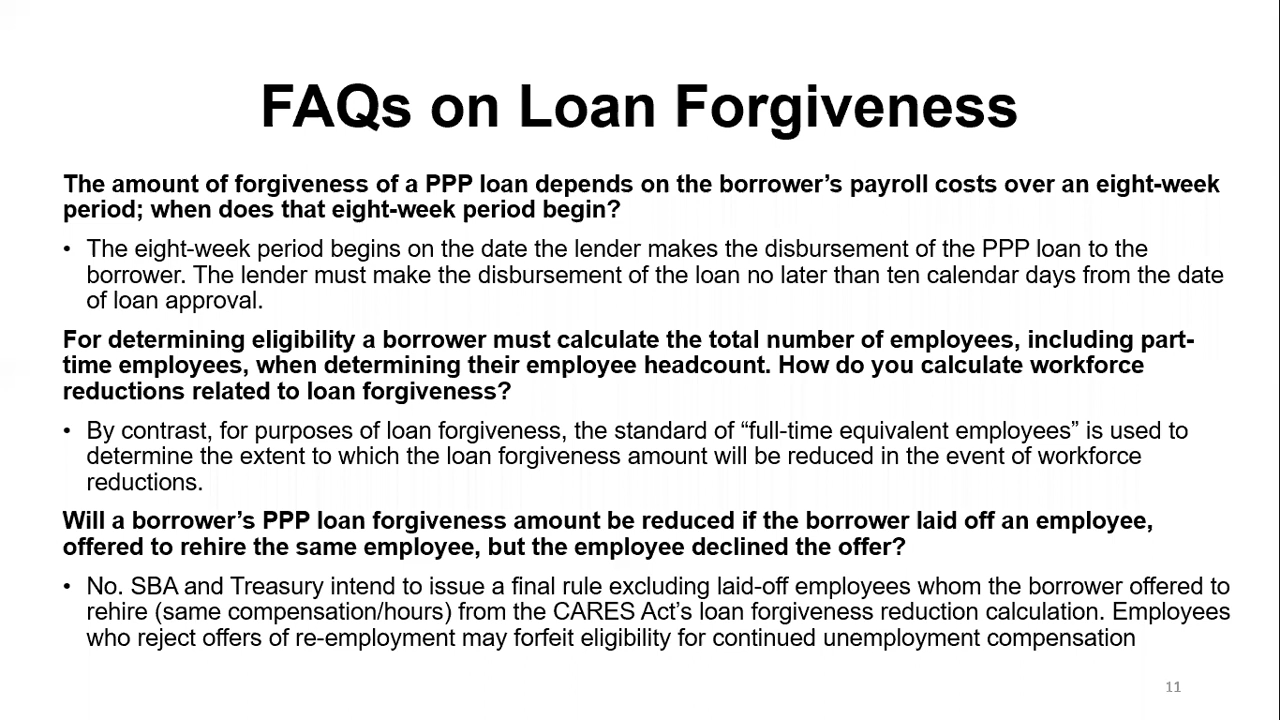 FAQs on Loan Forgiveness
The amount of forgiveness of a PPP loan depends on the borrower’s payroll costs over an eight-week
period; when does that eight-week period begin?
• The eight-week period begins on the date the lender makes the disbursement of the PPP loan to the
borrower. The lender must make the disbursement of the loan no later than ten calendar days from the date
of loan approval.
For determining eligibility a borrower must calculate the total number of employees, including part-
time employees, when determining their employee headcount. How do you calculate workforce
reductions related to loan forgiveness?
• By contrast, for purposes of loan forgiveness, the standard of “full-time equivalent employees” is used to
determine the extent to which the loan forgiveness amount will be reduced in the event of workforce
reductions.
Will a borrower’s PPP loan forgiveness amount be reduced if the borrower laid off an employee,
offered to rehire the same employee, but the employee declined the offer?
• No. SBA and Treasury intend to issue a final rule excluding laid-off employees whom the borrower offered to
rehire (same compensation/hours) from the CARES Act’s loan forgiveness reduction calculation. Employees
who reject offers of re-employment may forfeit eligibility for continued unemployment compensation
11